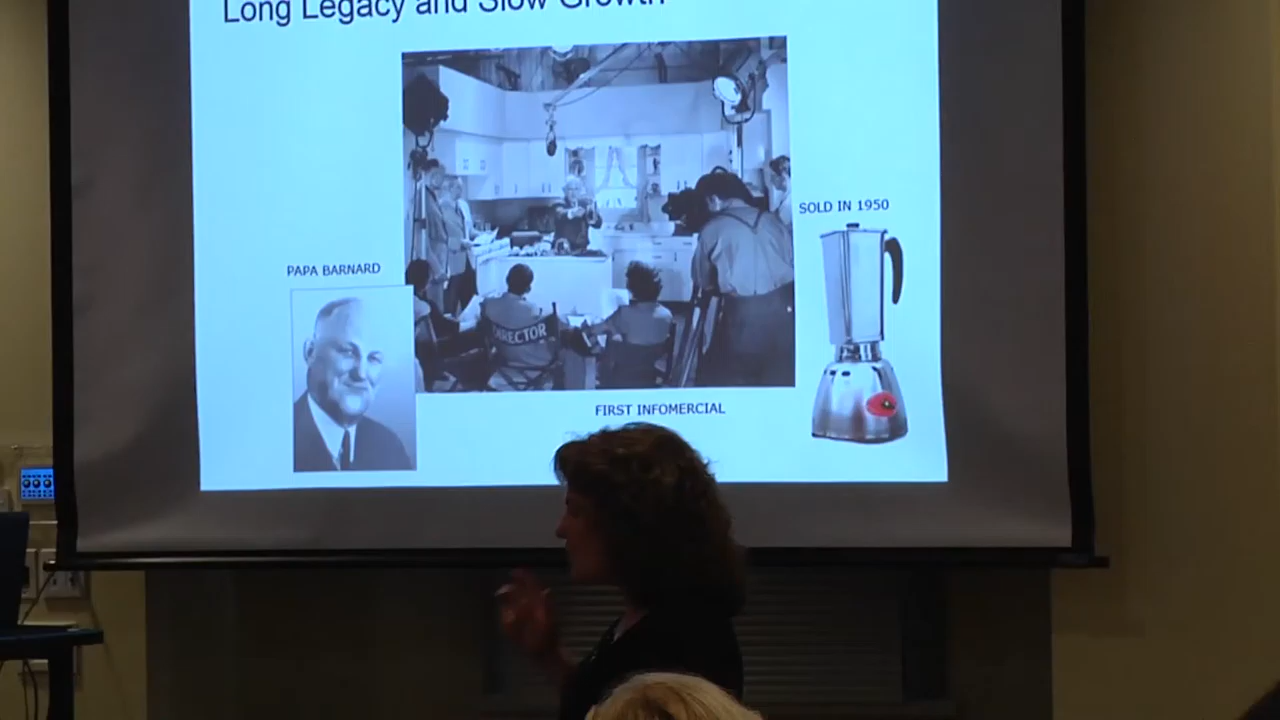 Long Legacy and Slow Growth
SOLD IN 1950
PAPA BARNARD
DIRECTOR
FIRST INFOMERCIAL